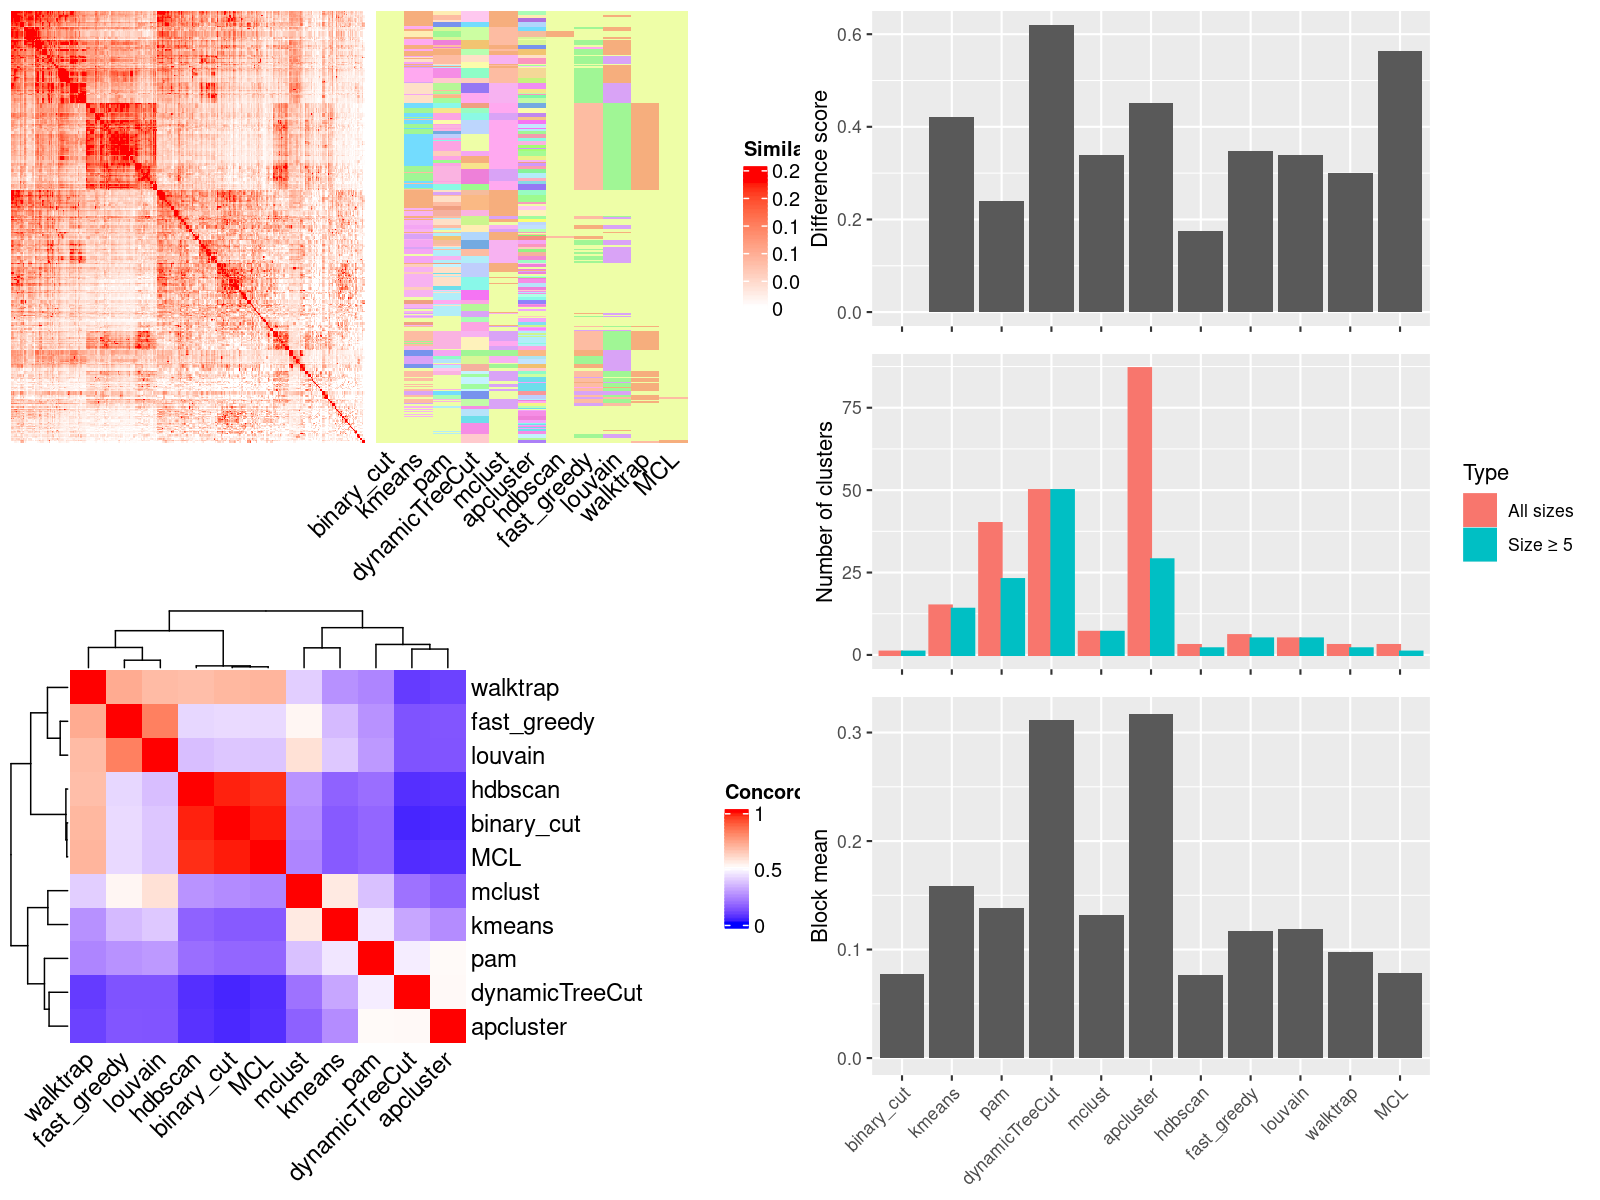 Simila
0.2
0.2
0.1
0.1
0.0
0
binary_cut
kmeans
pam
dynamicTreeCut
mclust
apcluster
hdbscan
fast_greedy
louvain
walktrap
MCL
walktrap
fast_greedy
louvain
hdbscan
binary_cut
MCL
mclust
kmeans
pam
dynamicTreeCut
apcluster
walktrap
fast_greedy
louvain
hdbscan
binary_cut
MCL
mclust
kmeans
pam
dynamicTreeCut
apcluster
Concord
1
0.5
0
Difference score
0.6
0.4
0.2
0.0
Number of clusters
75
50
25
0
Type
All sizes
Size ≥ 5
Block mean
0.3
0.2
0.1
0.0
binary_cut
kmeans
pam
dynamicTreeCut
mclust
apcluster
hdbscan
fast_greedy
louvain
walktrap
MCL